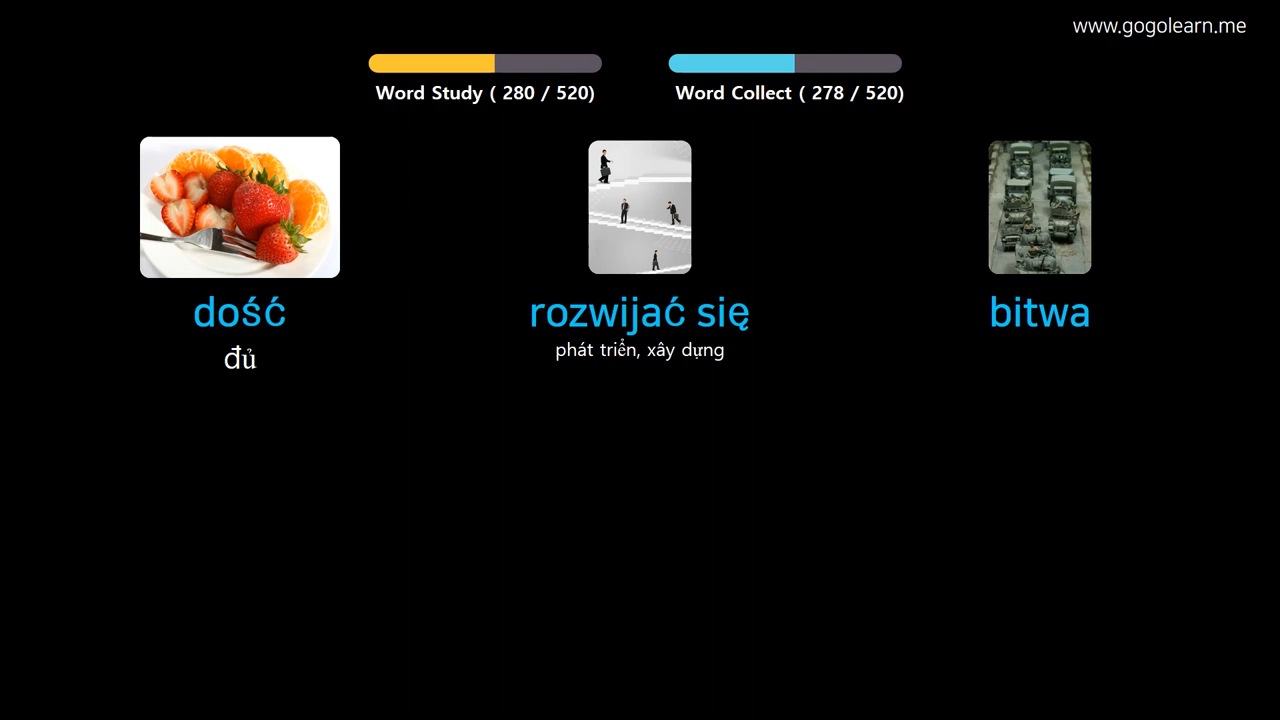 www.gogolearn.me
Word Study ( 280 / 520)
Word Collect ( 278 / 520)
dość
rozwijać się
bitwa
đủ
phát triển, xây dựng